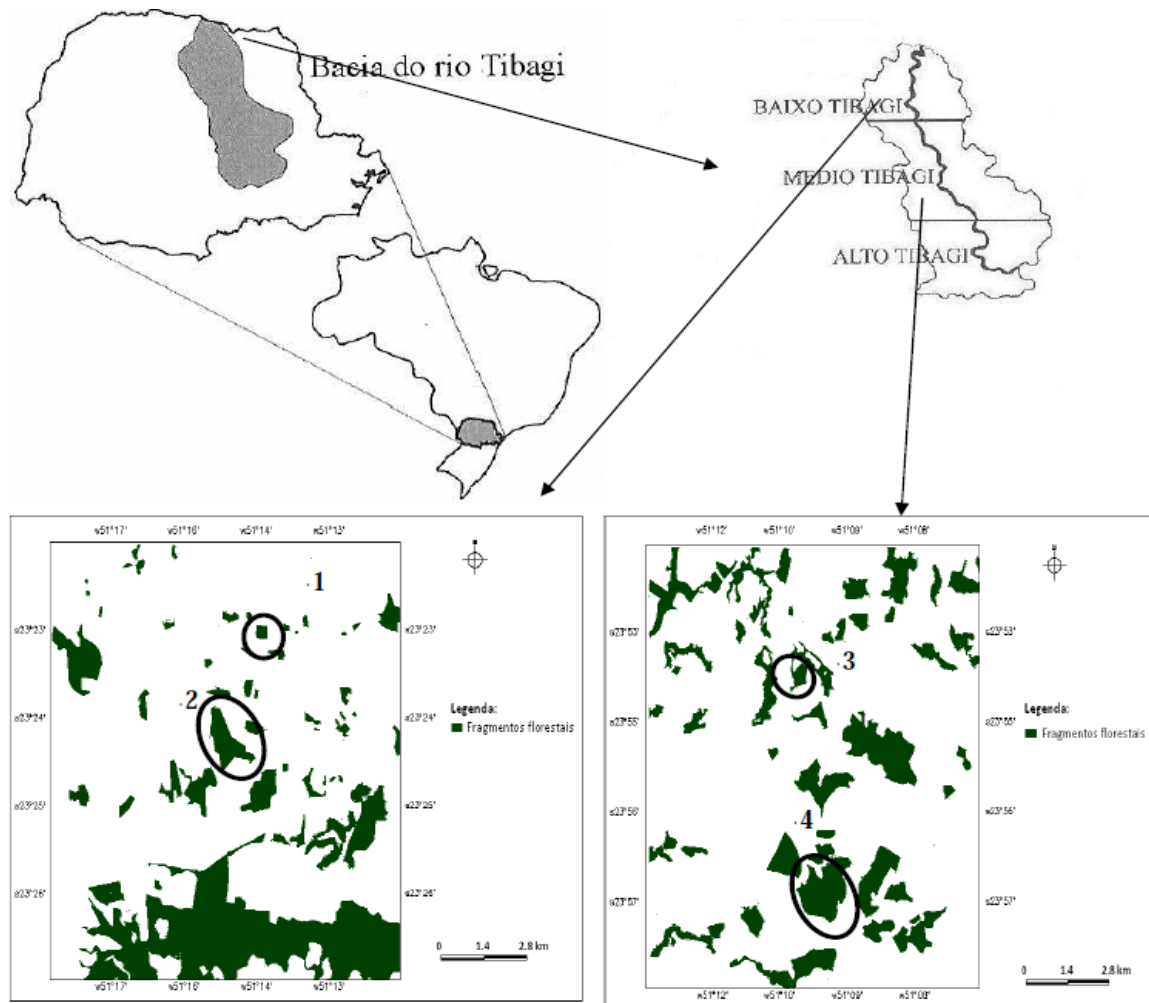 Bacia do rio Tibagi
BAIXO TIBAGI
MEDIO TIBAGI
ALTO TIBAGI
w51°17' w51°16' w51°14' w51°13'
1
s23°23' s23°23'
2
s23°24' s23°24'
Legenda:
Fragmentos florestais
s23°25' s23°25'
s23°26' s23°26'
0 1.4 2.8 km
w51°17' w51°16' w51°14' w51°13'
w51°12' w51°10' w51°09' w51°08'
s23°53' s23°53'
3
s23°55' s23°55'
Legenda:
Fragmentos florestais
s23°56' s23°56'
4
s23°57' s23°57'
0 1.4 2.8 km
w51°12' w51°10' w51°09' w51°08'